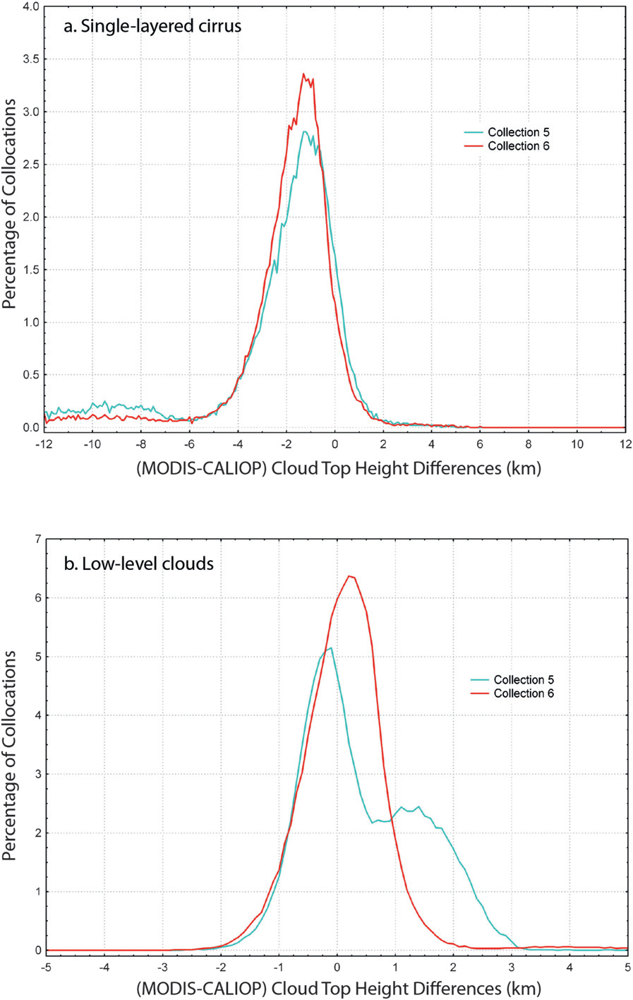 a. Single-layered cirrus
4.0
3.5
3.0
2.5
2.0
1.5
1.0
0.5
0.0
Percentage of Collocations
Collection 5
Collection 6
-12 -10 -8 -6 -4 -2 0 2 4 6 8 10 12
(MODIS-CALIOP) Cloud Top Height Differences (km)
b. Low-level clouds
7
6
5
4
3
2
1
0
Percentage of Collocations
Collection 5
Collection 6
-5 -4 -3 -2 -1 0 1 2 3 4 5
(MODIS-CALIOP) Cloud Top Height Differences (km)